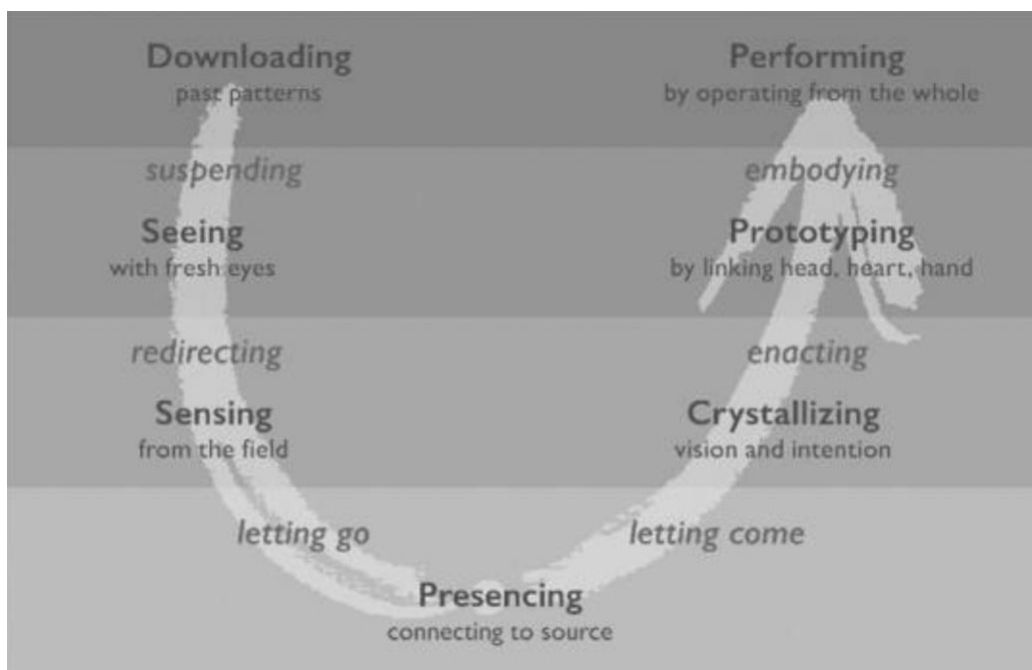 Downloading
past patterns
suspending
Seeing
with fresh eyes
redirecting
Sensing
from the field
letting go
Presencing
connecting to source
letting come
Crystallizing
vision and intention
enacting
Prototyping
by linking head, heart, hand
embodying
Performing
by operating from the whole